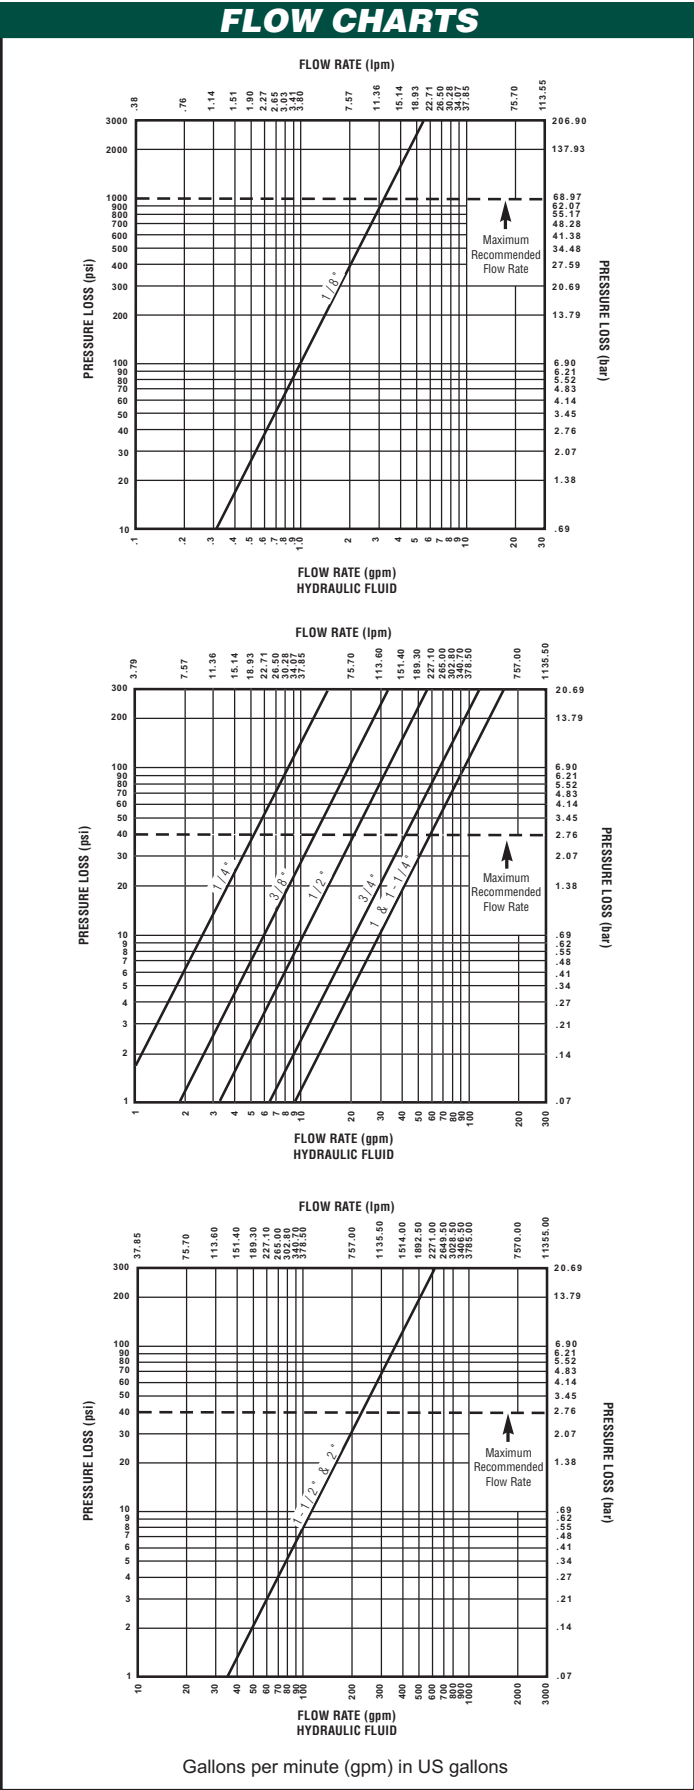 FLOW CHARTS
FLOW RATE (lpm)
.38 .76 1.14 1.51 1.90 2.27 2.65 3.03 3.41 3.80 7.57 11.36 15.14 18.93 22.71 26.50 30.28 34.07 37.85 75.70 113.55
PRESSURE LOSS (psi)
3000 206.90
2000 137.93
1000 68.97
900 62.07
800 55.17
700 48.28
600 41.38
500 34.48
400 27.59
300 20.69
200 13.79
100 6.90
90 6.21
80 5.52
70 4.83
60 4.14
50 3.45
40 2.76
30 2.07
20 1.38
10 .69
PRESSURE LOSS (bar)
Maximum
Recommended
Flow Rate
1/8"
.1 .2 .3 .4 .5 .6 .7 .8 .9 1.0 2 3 4 5 6 7 8 9 10 20 30
FLOW RATE (gpm)
HYDRAULIC FLUID
FLOW RATE (lpm)
3.79 7.57 11.36 15.14 18.93 22.71 26.50 30.28 34.07 37.85 75.70 113.60 151.40 189.30 227.10 265.00 302.80 340.70 378.50 757.00 1135.50
PRESSURE LOSS (psi)
300 20.69
200 13.79
100 6.90
90 6.21
80 5.52
70 4.83
60 4.14
50 3.45
40 2.76
30 2.07
20 1.38
10 .69
9 .62
8 .55
7 .48
6 .41
5 .34
4 .27
3 .21
2 .14
1 .07
PRESSURE LOSS (bar)
Maximum
Recommended
Flow Rate
1/4"
3/8"
1/2"
3/4"
1 & 1-1/4"
1 2 3 4 5 6 7 8 9 10 20 30 40 50 60 70 80 90 100 200 300
FLOW RATE (gpm)
HYDRAULIC FLUID
FLOW RATE (lpm)
37.85 75.70 113.60 151.40 189.30 227.10 265.00 302.80 340.70 378.50 757.00 1135.50 1514.00 1892.50 2271.00 2649.50 3028.50 3406.50 3785.00 7570.00 11355.00
PRESSURE LOSS (psi)
300 20.69
200 13.79
100 6.90
90 6.21
80 5.52
70 4.83
60 4.14
50 3.45
40 2.76
30 2.07
20 1.38
10 .69
9 .62
8 .55
7 .48
6 .41
5 .34
4 .27
3 .21
2 .14
1 .07
PRESSURE LOSS (bar)
Maximum
Recommended
Flow Rate
1-1/2" & 2"
10 20 30 40 50 60 70 80 90 100 200 300 400 500 600 700 800 900 1000 2000 3000
FLOW RATE (gpm)
HYDRAULIC FLUID
Gallons per minute (gpm) in US gallons